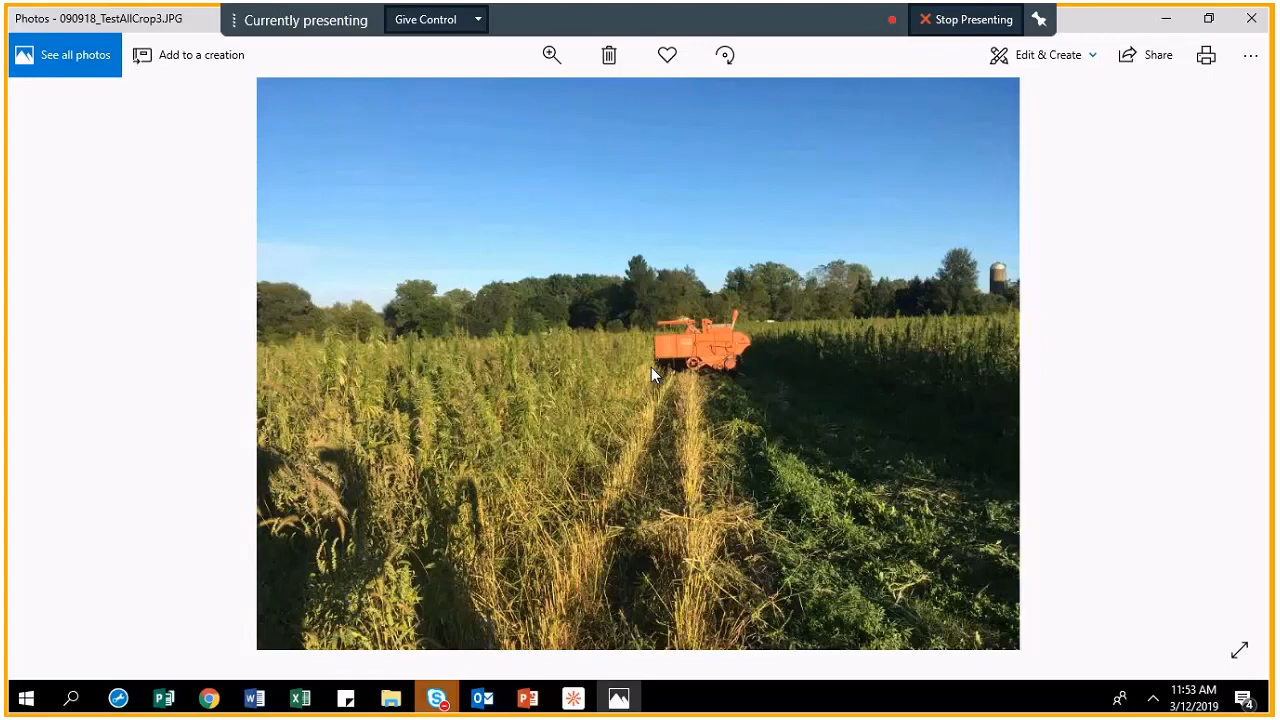 Photos - 090918_TestAllCrop3.JPG
Currently presenting
Give Control
Stop Presenting
See all photos
Add to a creation
Edit & Create
Share
11:53 AM
3/12/2019
4